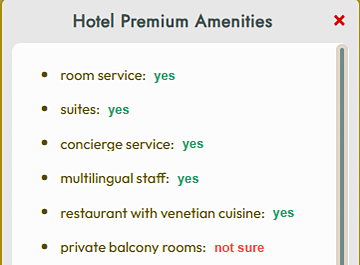 Hotel Premium Amenities
room service: yes
suites: yes
concierge service: yes
multilingual staff: yes
restaurant with venetian cuisine: yes
private balcony rooms: not sure